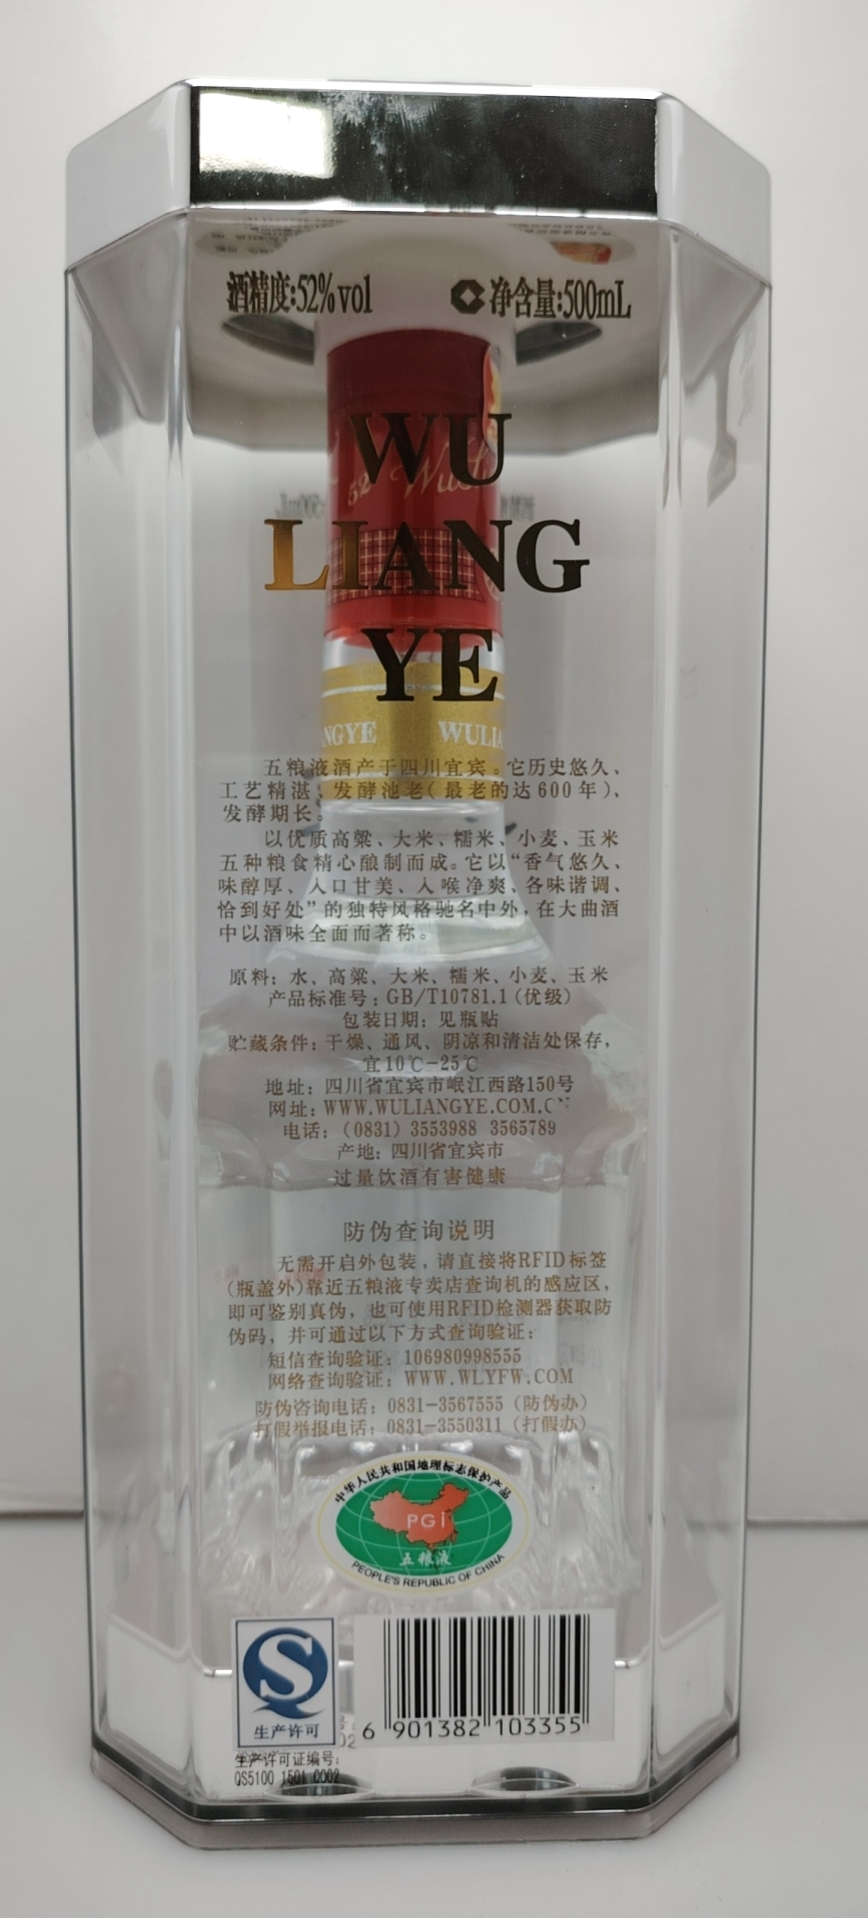 酒精度:52%vol
净含量:500mL
WU
LIANG
YE
52
NGYE
WULIA
五粮液酒产于四川宜宾。它历史悠久、
工艺精湛、发酵池老(最老的达600年)、
发酵期长。
以优质高粱、大米、糯米、小麦、玉米
五种粮食精心酿制而成。它以“香气悠久、
味醇厚、入口甘美、入喉净爽、各味谐调、
恰到好处”的独特风格驰名中外，在大曲酒
中以酒味全面而著称。
原料：水、高粱、大米、糯米、小麦、玉米
产品标准号：GB/T10781.1(优级)
包装日期：见瓶贴
贮藏条件：干燥、通风、阴凉和清洁处保存，
宜10℃-25℃
地址：四川省宜宾市岷江西路150号
网址：WWW.WULIANGYE.COM.CN
电话：(0831) 3553988 3565789
产地：四川省宜宾市
过量饮酒有害健康
防伪查询说明
无需开启外包装，请直接将RFID标签
(瓶盖外)靠近五粮液专卖店查询机的感应区，
即可鉴别真伪，也可使用RFID检测器获取防
伪码，并可通过以下方式查询验证：
短信查询验证：106980998555
网络查询验证：WWW.WLYFW.COM
防伪咨询电话：0831-3567555（防伪办）
打假举报电话：0831-3550311（打假办）
中华人民共和国地理标志保护产品
PGI
五粮液
PEOPLE'S REPUBLIC OF CHINA
生产许可
6 901382 103355
生产许可证编号：
QS5100 1501 0002